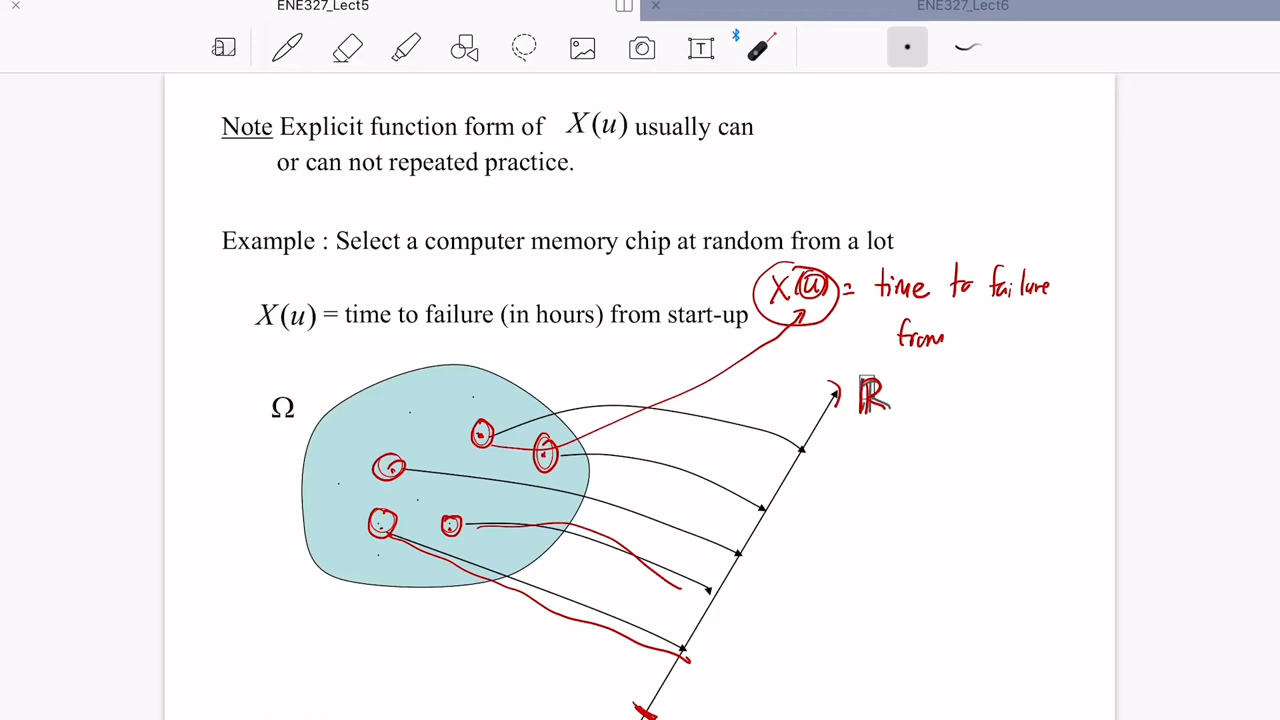 ENE327_Lect5
ENE327_Lect6
T
Note Explicit function form of X(u) usually can
or can not repeated practice.
Example : Select a computer memory chip at random from a lot
X(u) = time to failure (in hours) from start-up
X(u) = time to failure
from
Ω
ℝ